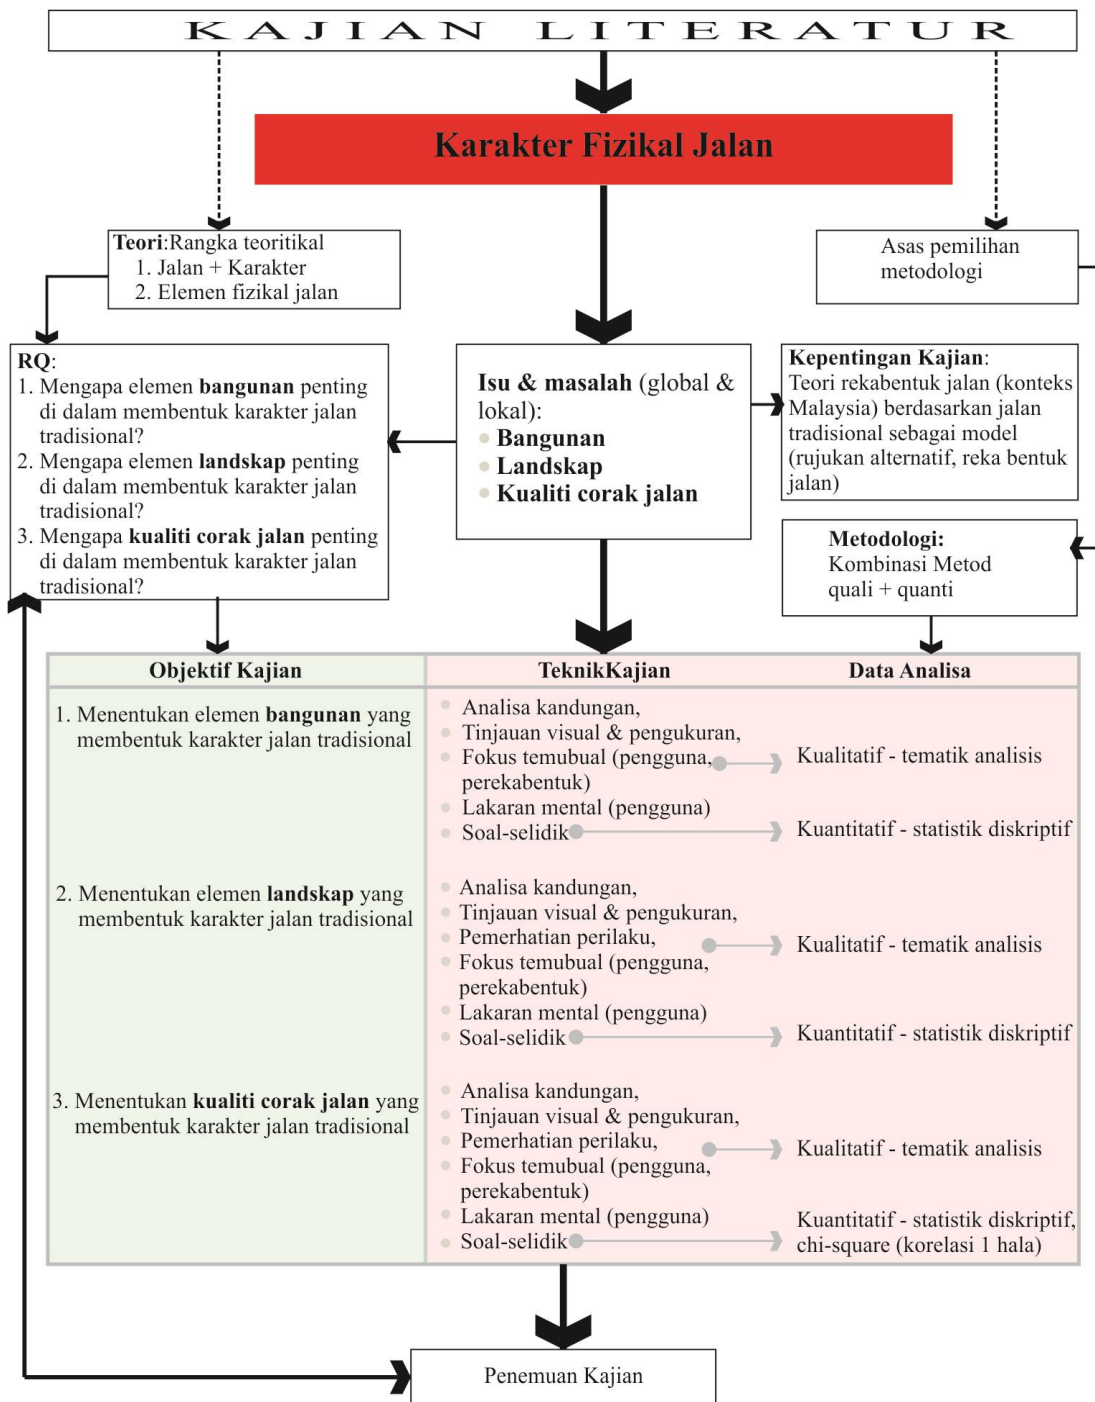 KAJIAN LITERATUR
Karakter Fizikal Jalan
Teori:Rangka teoritikal
1. Jalan + Karakter
2. Elemen fizikal jalan
Asas pemilihan
metodologi
RQ:
1. Mengapa elemen bangunan penting
di dalam membentuk karakter jalan
tradisional?
2. Mengapa elemen landskap penting
di dalam membentuk karakter jalan
tradisional?
3. Mengapa kualiti corak jalan penting
di dalam membentuk karakter jalan
tradisional?
Isu & masalah (global &
lokal):
Bangunan
Landskap
Kualiti corak jalan
Kepentingan Kajian:
Teori rekabentuk jalan (konteks
Malaysia) berdasarkan jalan
tradisional sebagai model
(rujukan alternatif, reka bentuk
jalan)
Metodologi:
Kombinasi Metod
quali + quanti
Objektif Kajian
TeknikKajian
Data Analisa
1. Menentukan elemen bangunan yang
membentuk karakter jalan tradisional
Analisa kandungan,
Tinjauan visual & pengukuran,
Fokus temubual (pengguna,
perekabentuk)
Lakaran mental (pengguna)
Soal-selidik
Kualitatif - tematik analisis
Kuantitatif - statistik diskriptif
2. Menentukan elemen landskap yang
membentuk karakter jalan tradisional
Analisa kandungan,
Tinjauan visual & pengukuran,
Pemerhatian perilaku,
Fokus temubual (pengguna,
perekabentuk)
Lakaran mental (pengguna)
Soal-selidik
Kualitatif - tematik analisis
Kuantitatif - statistik diskriptif
3. Menentukan kualiti corak jalan yang
membentuk karakter jalan tradisional
Analisa kandungan,
Tinjauan visual & pengukuran,
Pemerhatian perilaku,
Fokus temubual (pengguna,
perekabentuk)
Lakaran mental (pengguna)
Soal-selidik
Kualitatif - tematik analisis
Kuantitatif - statistik diskriptif,
chi-square (korelasi 1 hala)
Penemuan Kajian